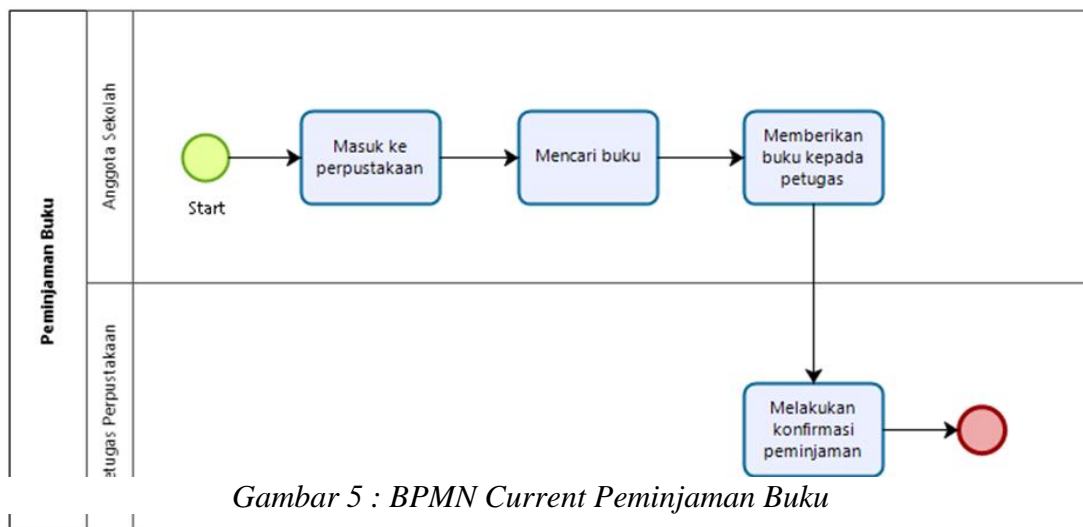 Peminjaman Buku
Anggota Sekolah
Start
Masuk ke
perpustakaan
Mencari buku
Memberikan
buku kepada
petugas
etugas Perpustakaan
Melakukan
konfirmasi
peminjaman
Gambar 5 : BPMN Current Peminjaman Buku